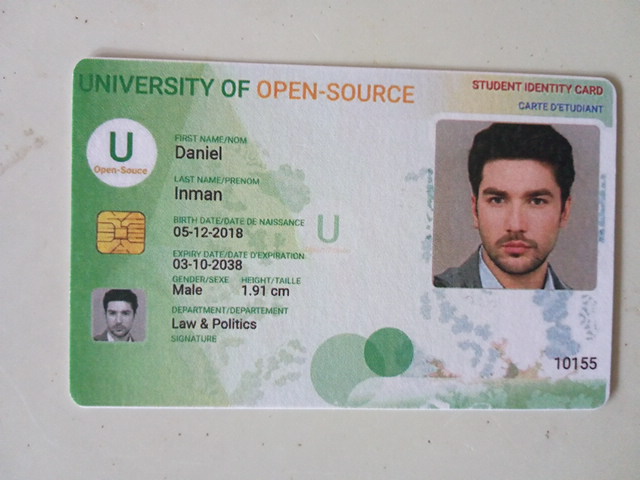 UNIVERSITY OF OPEN-SOURCE
STUDENT IDENTITY CARD
CARTE D'ETUDIANT
U
Open-Souce
FIRST NAME/NOM
Daniel
LAST NAME/PRENOM
Inman
BIRTH DATE/DATE DE NAISSANCE
05-12-2018
U
EXPIRY DATE/DATE D'EXPIRATION
03-10-2038
GENDER/SEXE HEIGHT/TAILLE
Male 1.91 cm
DEPARTMENT/DEPARTEMENT
Law & Politics
SIGNATURE
10155